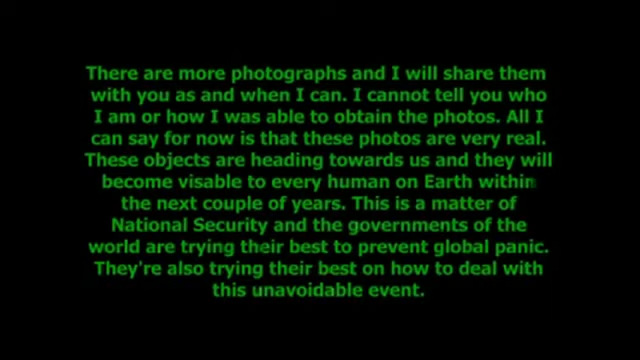 There are more photographs and I will share them
with you as and when I can. I cannot tell you who
I am or how I was able to obtain the photos. All I
can say for now is that these photos are very real.
These objects are heading towards us and they will
become visable to every human on Earth within
the next couple of years. This is a matter of
National Security and the governments of the
world are trying their best to prevent global panic.
They're also trying their best on how to deal with
this unavoidable event.